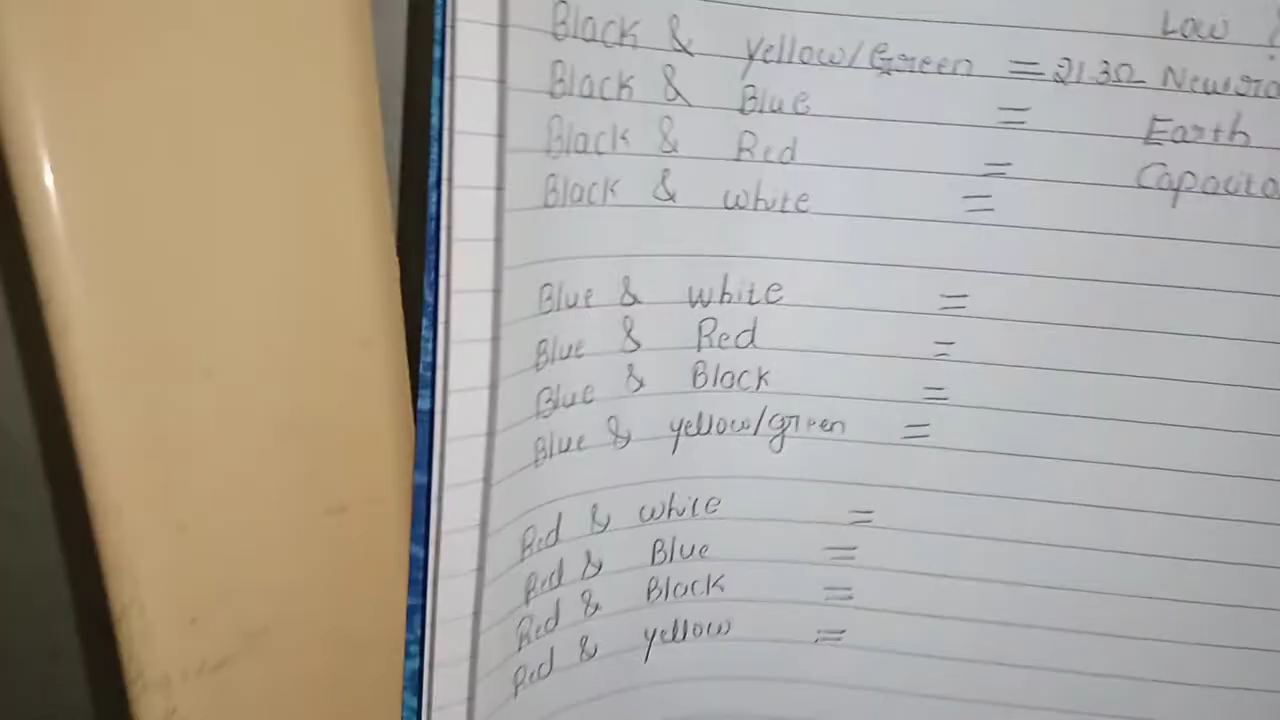 Low
Black & yellow/Green = 21.3Ω
Black & Blue = Earth
Black & Red =
Black & white =
Blue & white =
Blue & Red =
Blue & Black =
Blue & yellow/green =
Red & white =
Red & Blue =
Red & Black =
Red & yellow =